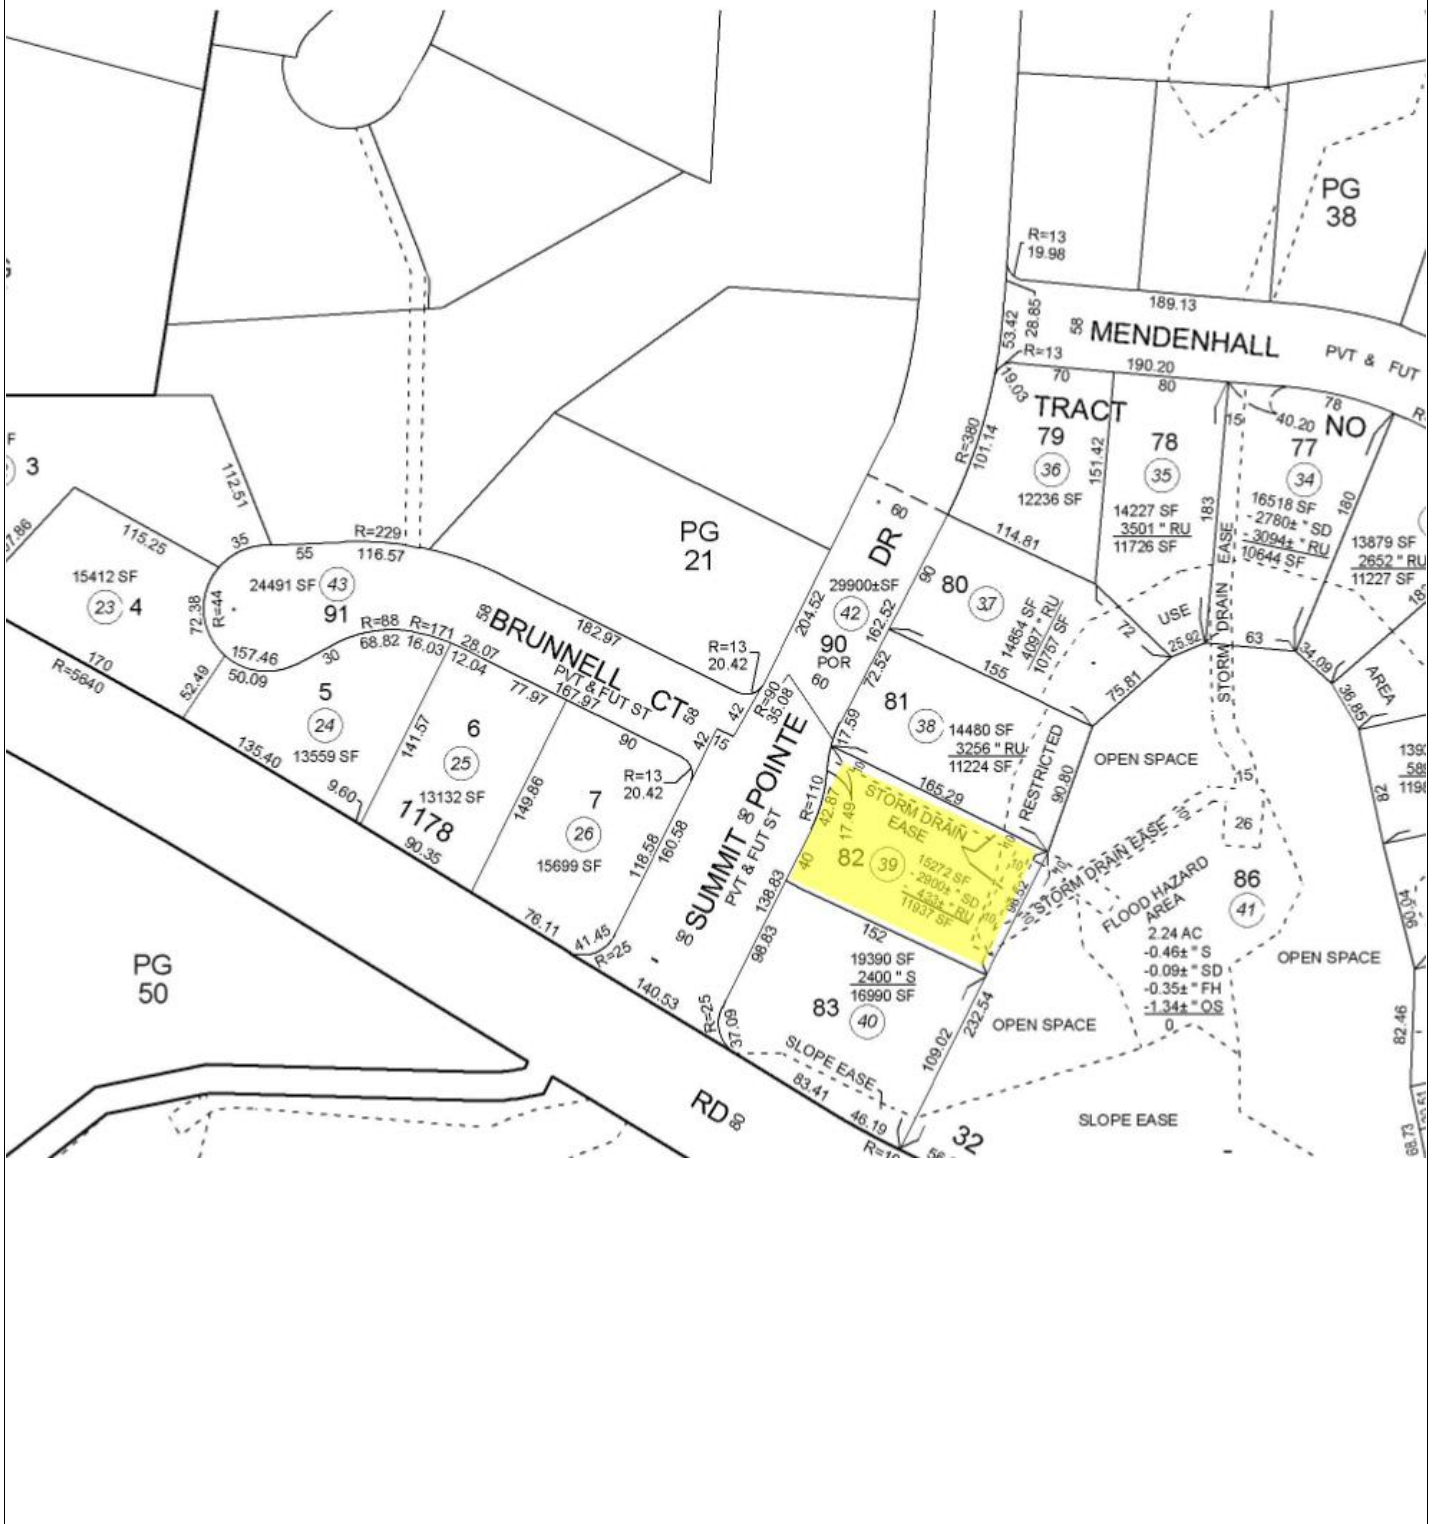 PG
38
R=13
19.98
189.13
53.42
28.85
58
MENDENHALL
PVT & FUT
R=13
190.20
19.03
70
80
78
TRACT
NO
15
40.20
79
36
12236 SF
151.42
78
35
14227 SF
3501 " RU
11726 SF
183
77
34
16518 SF
- 2780± " SD
- 3094± " RU
10644 SF
180
13879 SF
2652 " RU
11227 SF
R=380
101.14
F
3
112.51
115.25
35
R=229
55
116.57
24491 SF
43
91
15412 SF
23
4
72.38
R=44
PG
21
60
DR
29900±SF
42
90
POR
60
204.52
162.52
90
114.81
80
37
14854 SF
4097 " RU
10757 SF
72
USE
25.92
STORM DRAIN EASE
63
34.09
AREA
36.85
R=88
R=171
68.82
16.03
28.07
12.04
30
157.46
50.09
58
BRUNNELL CT
PVT & FUT ST
58
182.97
167.97
77.97
90
R=13
20.42
170
R=5640
52.49
5
24
13559 SF
135.40
9.60
141.57
6
25
13132 SF
1178
90.35
149.86
7
26
15699 SF
R=13
20.42
42
15
42
R=90
35.08
118.58
160.58
SUMMIT POINTE
PVT & FUT ST
90
90
72.52
17.59
155
81
38
14480 SF
3256 " RU
11224 SF
75.81
RESTRICTED
90.80
OPEN SPACE
165.29
R=110
42.87
17.49
10
STORM DRAIN
EASE
82
39
15272 SF
- 2900± " SD
- 433± " RU
11937 SF
10
10
10
40
138.83
98.83
152
STORM DRAIN EASE
10
10
15
26
FLOOD HAZARD
AREA
86
41
2.24 AC
-0.46± " S
-0.09± " SD
-0.35± " FH
-1.34± " OS
0
OPEN SPACE
82
90.04
82.46
68.73
76.11
41.45
R=25
140.53
R=25
37.09
19390 SF
2400 " S
16990 SF
83
40
SLOPE EASE
83.41
46.19
109.02
232.54
OPEN SPACE
SLOPE EASE
PG
50
RD
80
32